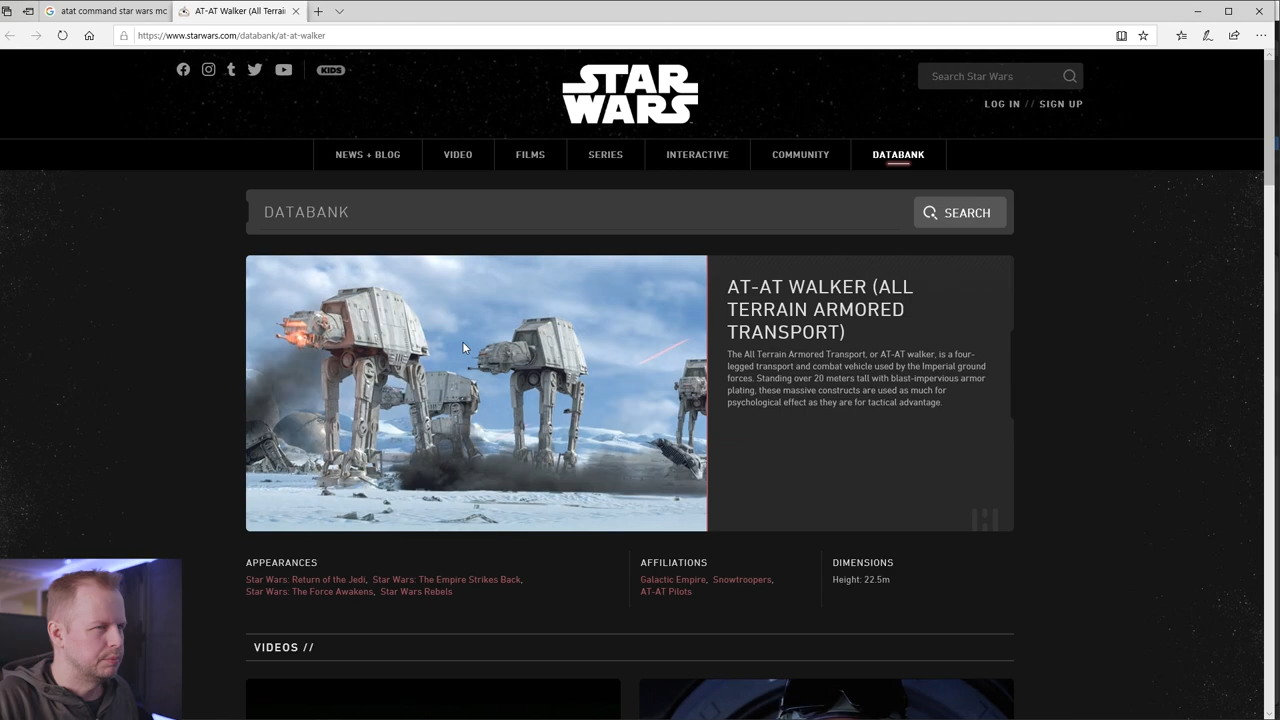 atat command star wars mc
AT-AT Walker (All Terrai
https://www.starwars.com/databank/at-at-walker
KIDS
STAR
WARS
Search Star Wars
LOG IN // SIGN UP
NEWS + BLOG
VIDEO
FILMS
SERIES
INTERACTIVE
COMMUNITY
DATABANK
DATABANK
SEARCH
AT-AT WALKER (ALL
TERRAIN ARMORED
TRANSPORT)
The All Terrain Armored Transport, or AT-AT walker, is a four-
legged transport and combat vehicle used by the Imperial ground
forces. Standing over 20 meters tall with blast-impervious armor
plating, these massive constructs are used as much for
psychological effect as they are for tactical advantage.
APPEARANCES
Star Wars: Return of the Jedi, Star Wars: The Empire Strikes Back,
Star Wars: The Force Awakens, Star Wars Rebels
AFFILIATIONS
Galactic Empire, Snowtroopers,
AT-AT Pilots
DIMENSIONS
Height: 22.5m
VIDEOS //